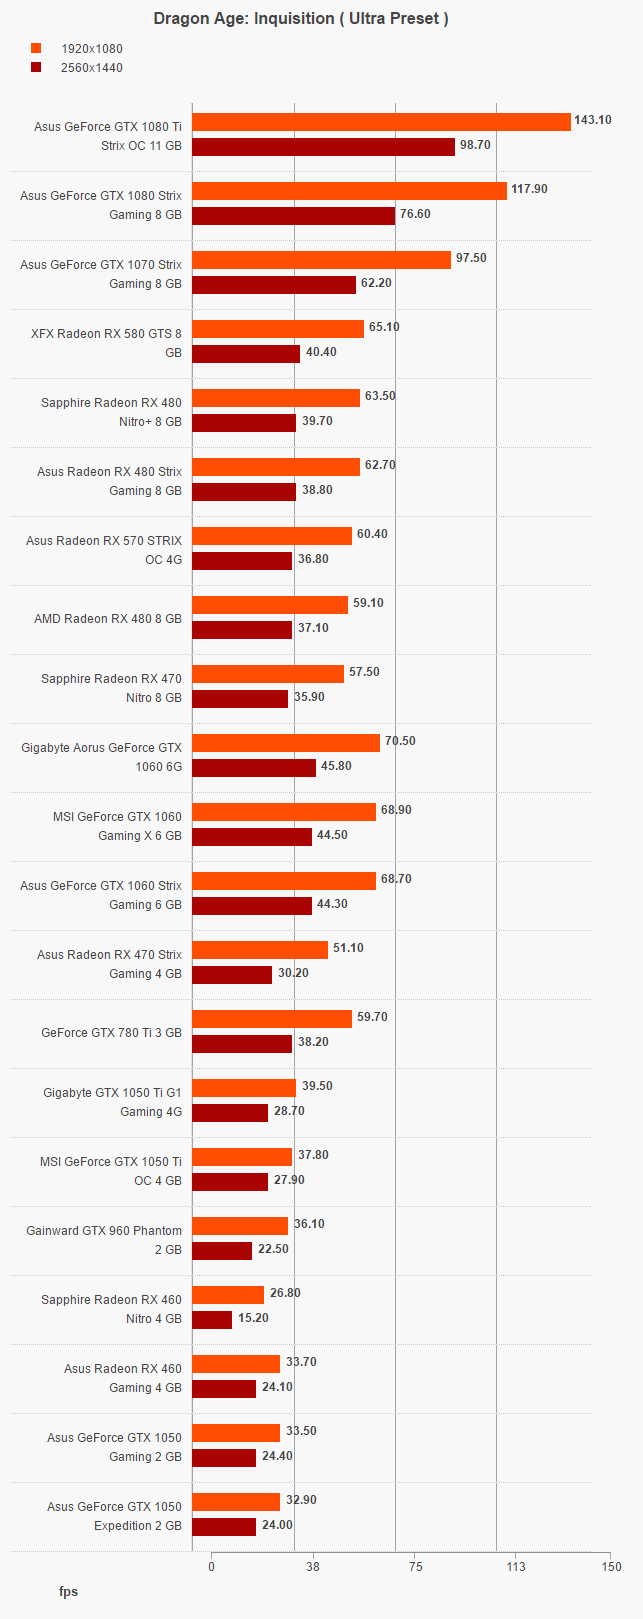 Dragon Age: Inquisition ( Ultra Preset )
1920x1080
2560x1440
Asus GeForce GTX 1080 Ti
Strix OC 11 GB
143.10
98.70
Asus GeForce GTX 1080 Strix
Gaming 8 GB
117.90
76.60
Asus GeForce GTX 1070 Strix
Gaming 8 GB
97.50
62.20
XFX Radeon RX 580 GTS 8
GB
65.10
40.40
Sapphire Radeon RX 480
Nitro+ 8 GB
63.50
39.70
Asus Radeon RX 480 Strix
Gaming 8 GB
62.70
38.80
Asus Radeon RX 570 STRIX
OC 4G
60.40
36.80
AMD Radeon RX 480 8 GB
59.10
37.10
Sapphire Radeon RX 470
Nitro 8 GB
57.50
35.90
Gigabyte Aorus GeForce GTX
1060 6G
70.50
45.80
MSI GeForce GTX 1060
Gaming X 6 GB
68.90
44.50
Asus GeForce GTX 1060 Strix
Gaming 6 GB
68.70
44.30
Asus Radeon RX 470 Strix
Gaming 4 GB
51.10
30.20
GeForce GTX 780 Ti 3 GB
59.70
38.20
Gigabyte GTX 1050 Ti G1
Gaming 4G
39.50
28.70
MSI GeForce GTX 1050 Ti
OC 4 GB
37.80
27.90
Gainward GTX 960 Phantom
2 GB
36.10
22.50
Sapphire Radeon RX 460
Nitro 4 GB
26.80
15.20
Asus Radeon RX 460
Gaming 4 GB
33.70
24.10
Asus GeForce GTX 1050
Gaming 2 GB
33.50
24.40
Asus GeForce GTX 1050
Expedition 2 GB
32.90
24.00
0 38 75 113 150
fps